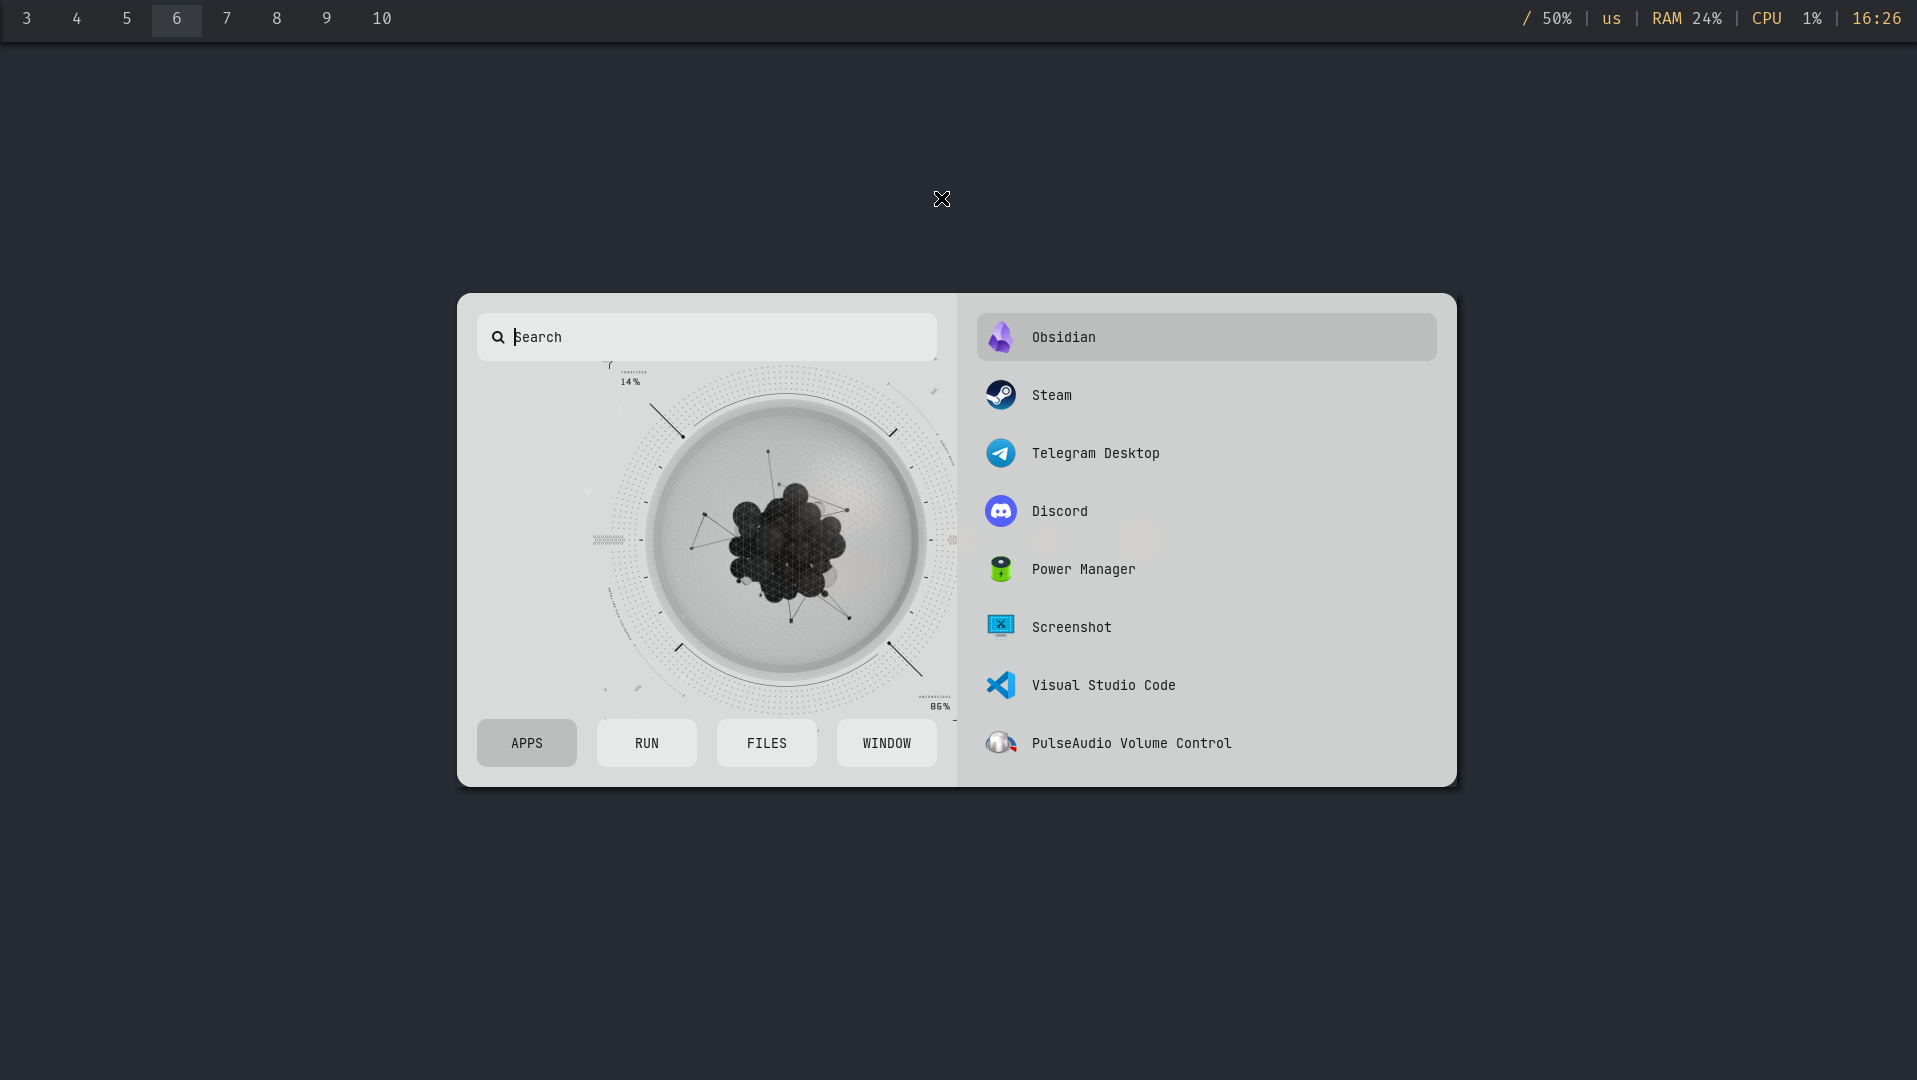 3 4 5 6 7 8 9 10
/ 50% | us | RAM 24% | CPU 1% | 16:26
Search
14%
86%
APPS RUN FILES WINDOW
Obsidian
Steam
Telegram Desktop
Discord
Power Manager
Screenshot
Visual Studio Code
PulseAudio Volume Control